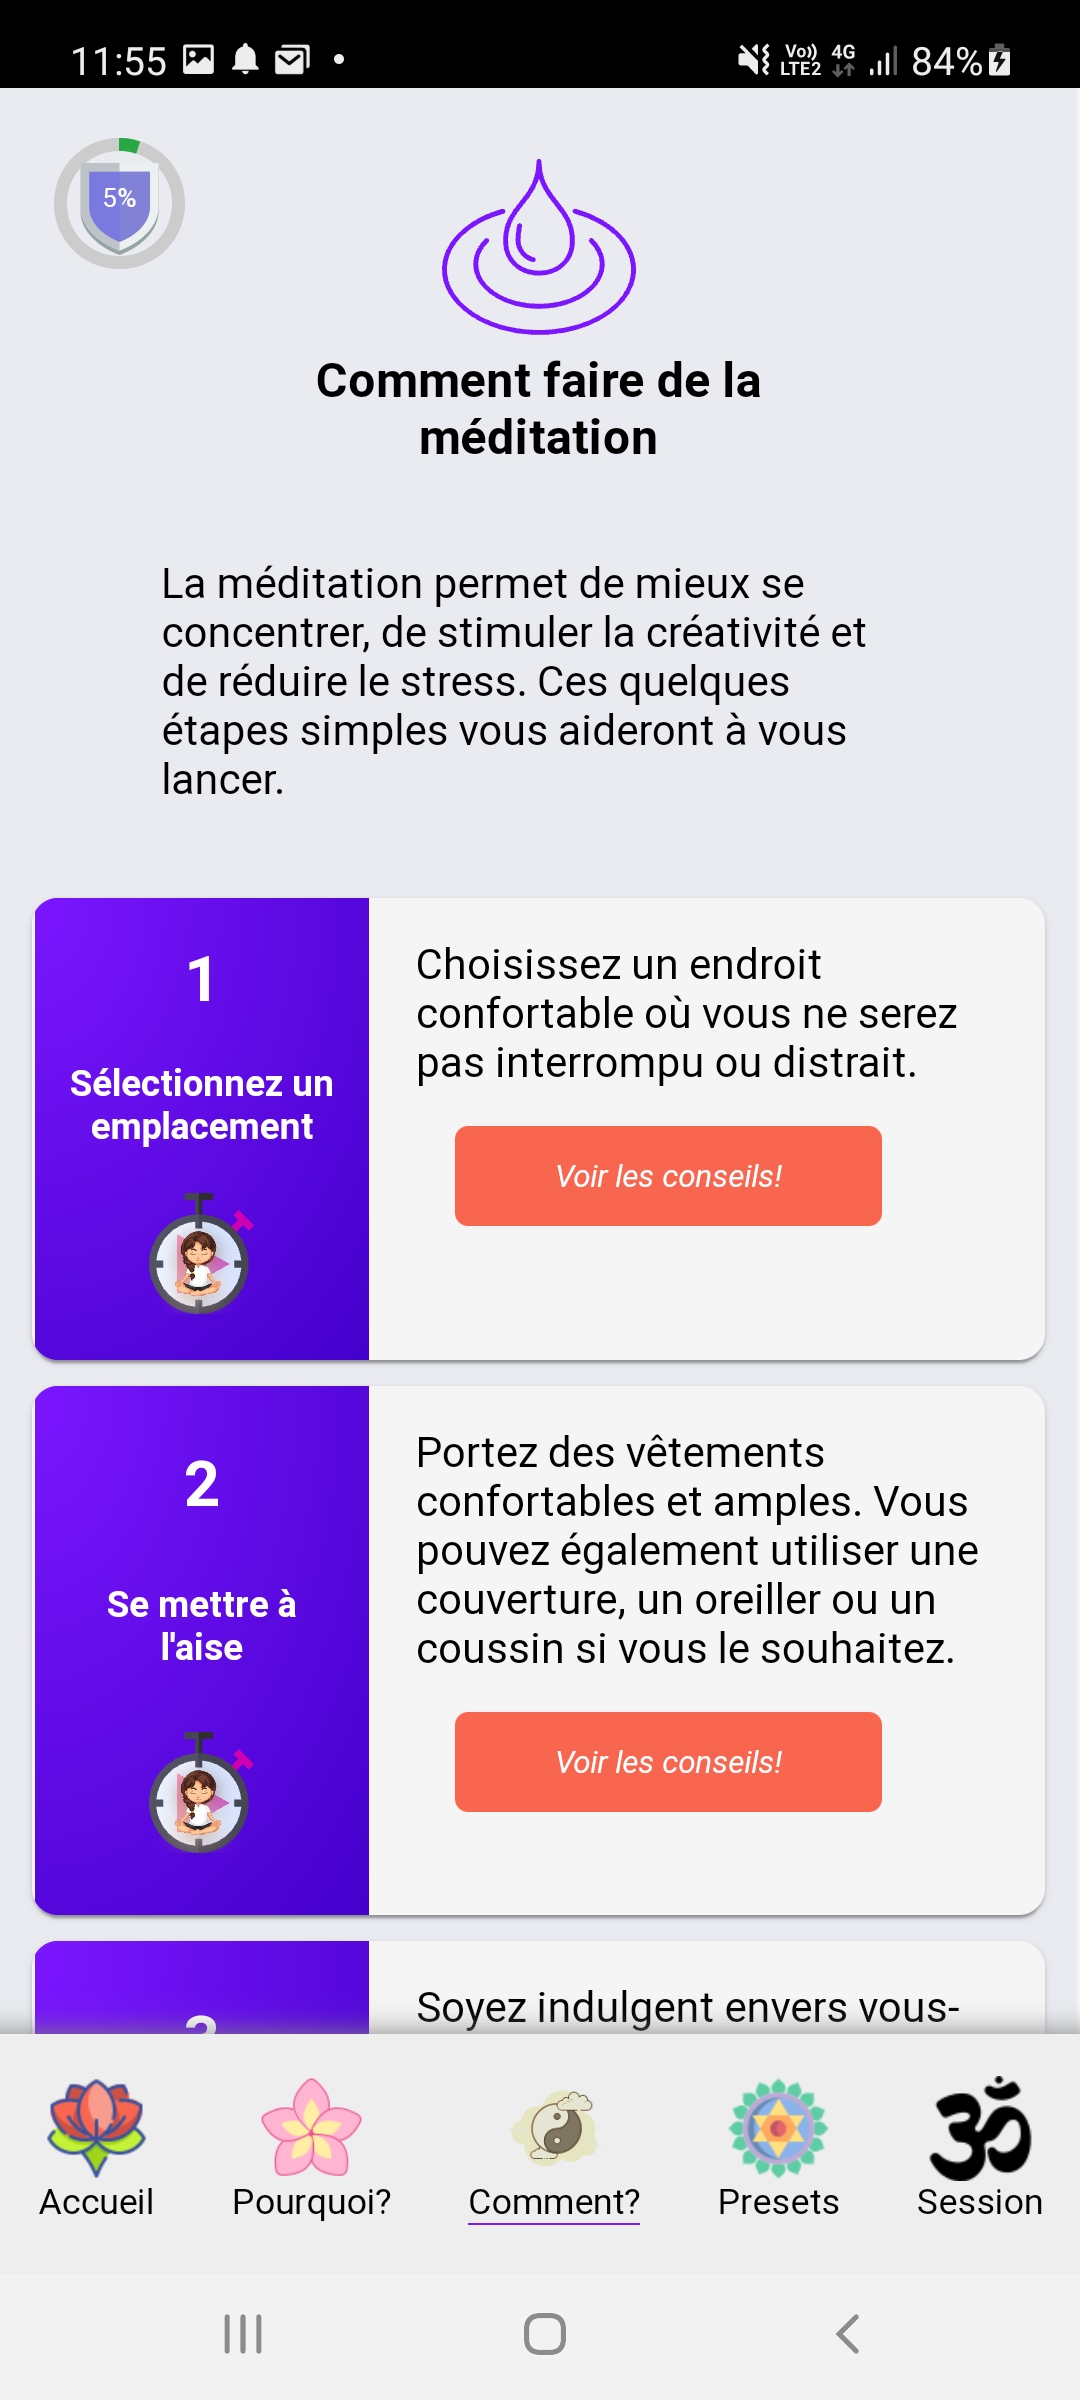 11:55
Vo)) 4G 84%
LTE2
5%
Comment faire de la
méditation
La méditation permet de mieux se
concentrer, de stimuler la créativité et
de réduire le stress. Ces quelques
étapes simples vous aideront à vous
lancer.
1
Sélectionnez un
emplacement
Choisissez un endroit
confortable où vous ne serez
pas interrompu ou distrait.
Voir les conseils!
2
Se mettre à
l'aise
Portez des vêtements
confortables et amples. Vous
pouvez également utiliser une
couverture, un oreiller ou un
coussin si vous le souhaitez.
Voir les conseils!
3
Soyez indulgent envers vous-
Accueil
Pourquoi?
Comment?
Presets
Session